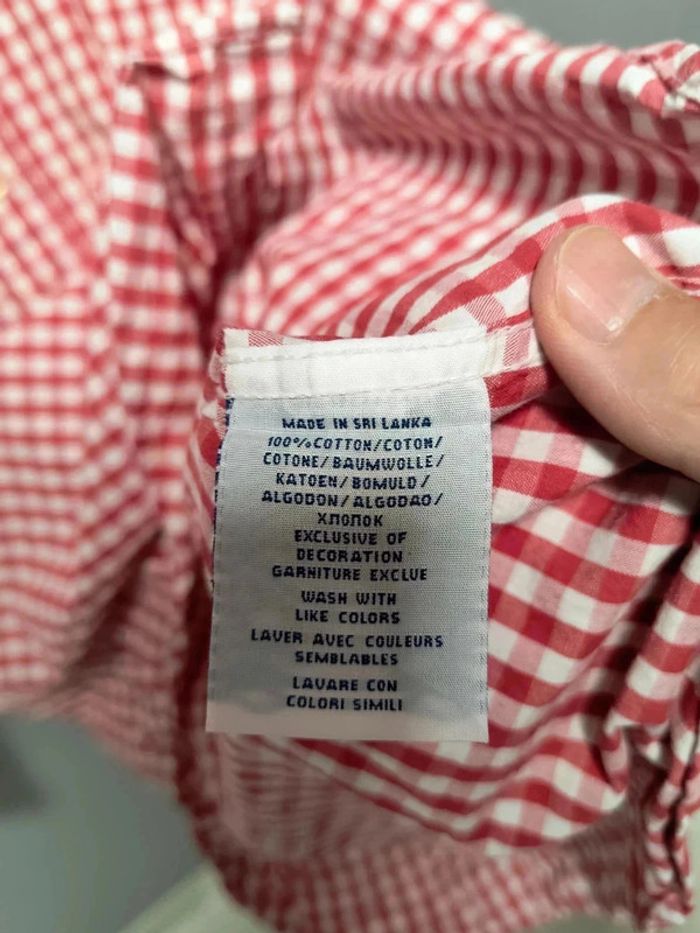 MADE IN SRI LANKA
100% COTTON/COTON/
COTONE/BAUMWOLLE/
KATOEN/BOMULD/
ALGODON/ALGODAO/
ХЛОПОК
EXCLUSIVE OF
DECORATION
GARNITURE EXCLUE
WASH WITH
LIKE COLORS
LAVER AVEC COULEURS
SEMBLABLES
LAVARE CON
COLORI SIMILI